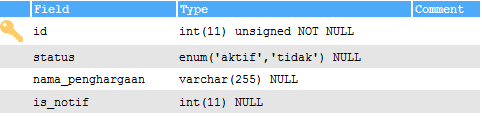 Field Type Comment
id int(11) unsigned NOT NULL
status enum('aktif','tidak') NULL
nama_penghargaan varchar(255) NULL
is_notif int(11) NULL